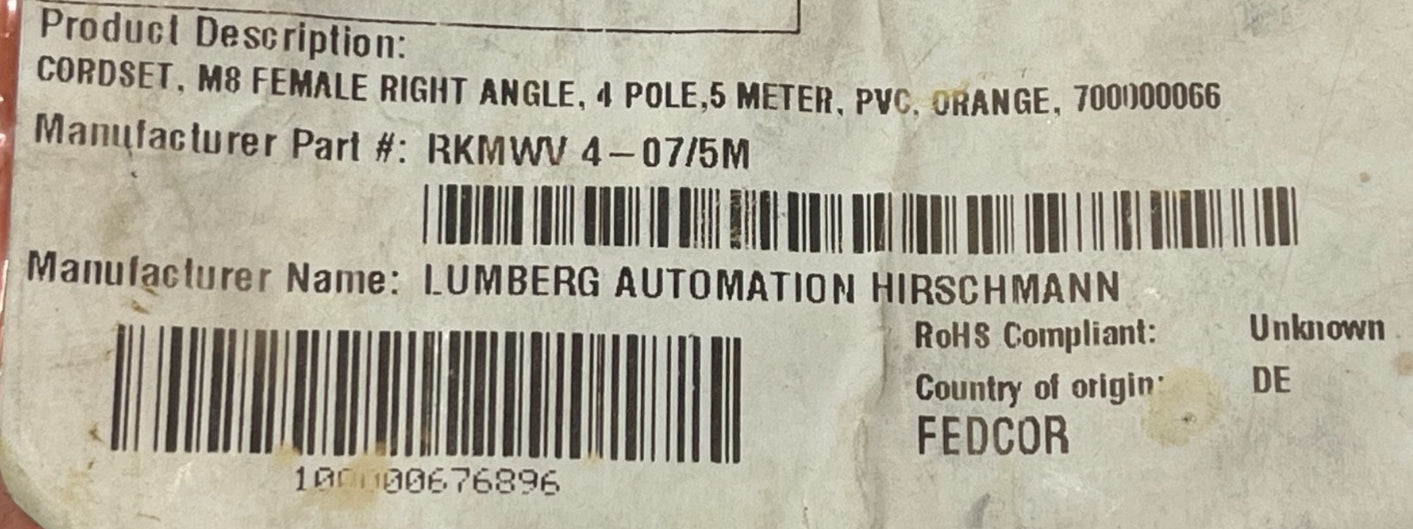 Product Description:
CORDSET, M8 FEMALE RIGHT ANGLE, 4 POLE,5 METER, PVC, ORANGE, 700000066
Manufacturer Part #: RKMWV 4-07/5M
Manufacturer Name: LUMBERG AUTOMATION HIRSCHMANN
RoHS Compliant: Unknown
Country of origin: DE
FEDCOR
100000676896